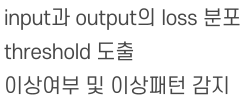 input과 output의 loss 분포
threshold 도출
이상여부 및 이상패턴 감지